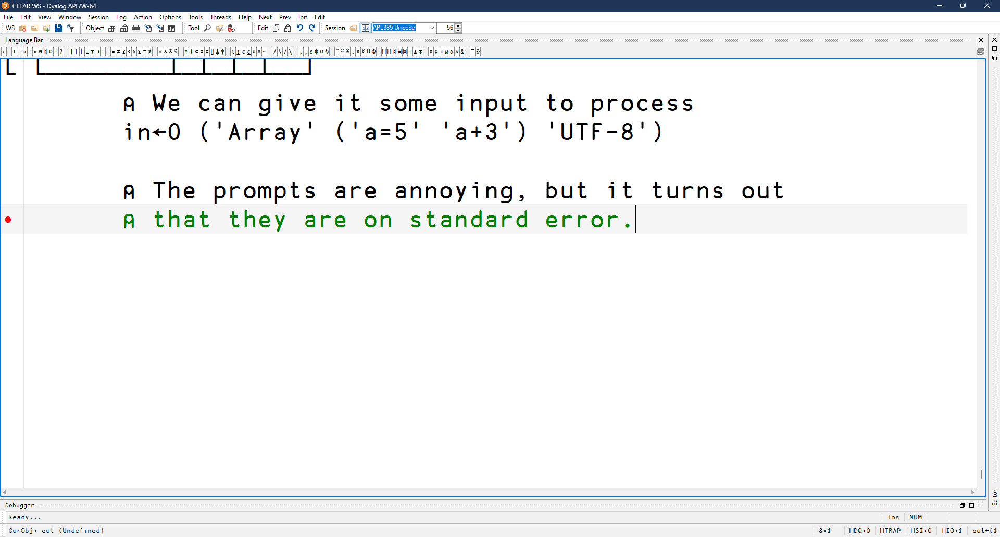 CLEAR WS - Dyalog APL/W-64
File Edit View Window Session Log Action Options Tools Threads Help Next Prev Init Edit
WS Object Tool Edit Session APL385 Unicode 56
Language Bar
⍝ We can give it some input to process
in←0 ('Array' ('a=5' 'a+3') 'UTF-8')
⍝ The prompts are annoying, but it turns out
⍝ that they are on standard error.
Editor
Debugger
Ready...
Ins NUM
CurObj: out (Undefined)
&:1 ⎕DQ:0 ⎕TRAP ⎕SI:0 ⎕IO:1 out←(1